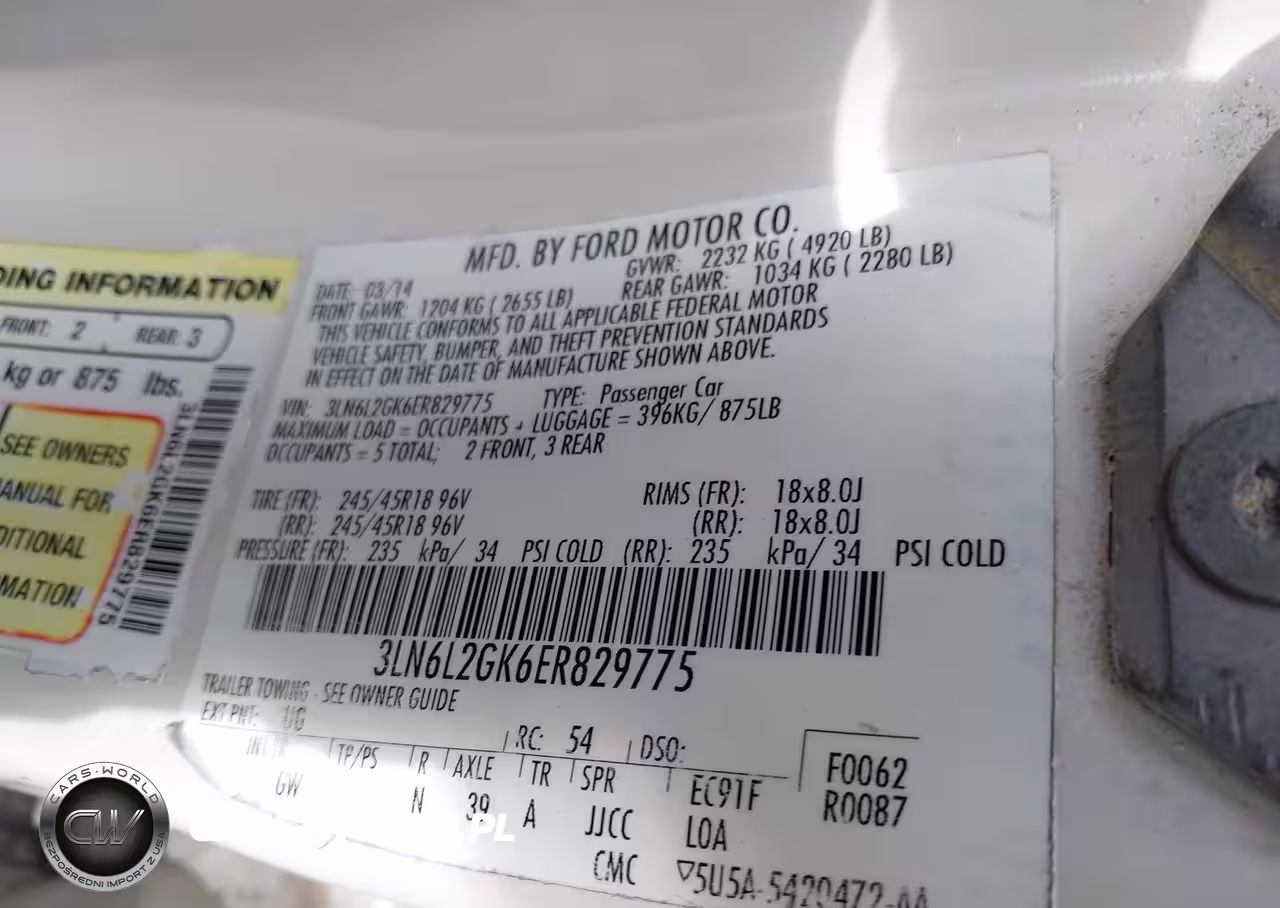 DING INFORMATION
FRONT: 2 REAR: 3
kg or 875 lbs.
SEE OWNERS
ANUAL FOR
DITIONAL
MATION
3LN6L2GK6ER829775
MFD. BY FORD MOTOR CO.
DATE: 03/14 GVWR: 2232 KG ( 4920 LB)
FRONT GAWR: 1204 KG ( 2655 LB) REAR GAWR: 1034 KG ( 2280 LB)
THIS VEHICLE CONFORMS TO ALL APPLICABLE FEDERAL MOTOR
VEHICLE SAFETY, BUMPER, AND THEFT PREVENTION STANDARDS
IN EFFECT ON THE DATE OF MANUFACTURE SHOWN ABOVE.
VIN: 3LN6L2GK6ER829775 TYPE: Passenger Car
MAXIMUM LOAD = OCCUPANTS + LUGGAGE = 396KG/ 875LB
OCCUPANTS = 5 TOTAL; 2 FRONT, 3 REAR
TIRE (FR): 245/45R18 96V RIMS (FR): 18x8.0J
(RR): 245/45R18 96V (RR): 18x8.0J
PRESSURE (FR): 235 kPa/ 34 PSI COLD (RR): 235 kPa/ 34 PSI COLD
3LN6L2GK6ER829775
TRAILER TOWING - SEE OWNER GUIDE
EXT PNT: UG RC: 54 DSO:
INT TR TP/PS R AXLE TR SPR EC91F F0062
GW N 39 A JJCC LOA R0087
CMC ▽5U5A-5420472-AA
CARS-WORLD
CW
BEZPOŚREDNI IMPORT Z USA
PL